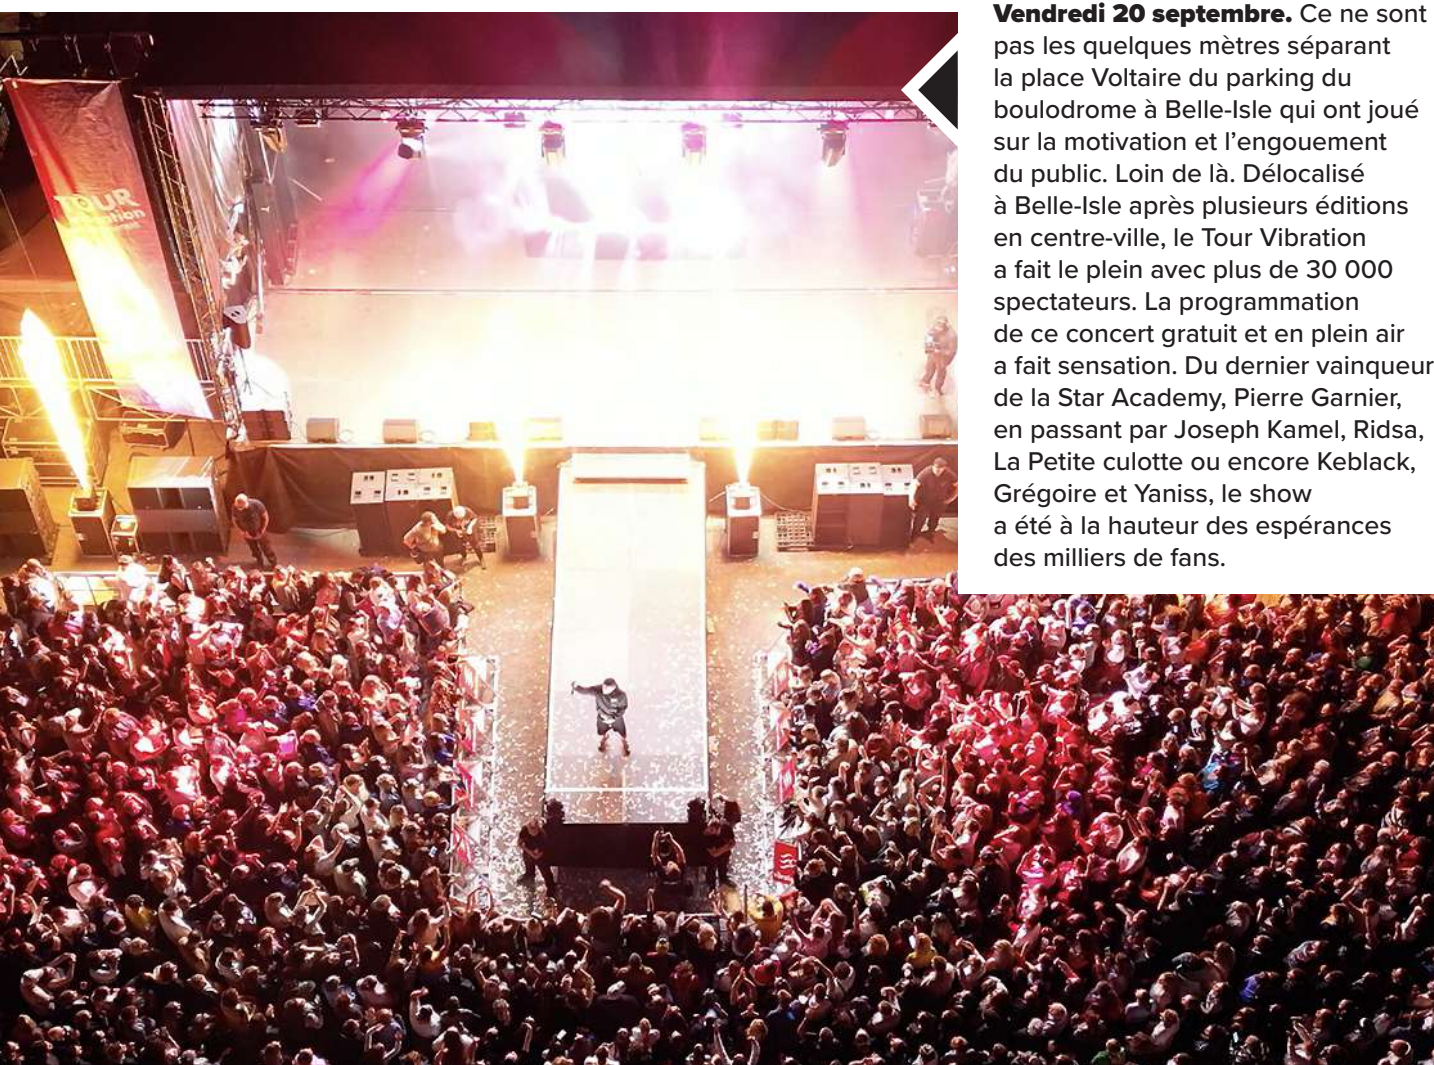 Vendredi 20 septembre. Ce ne sont
pas les quelques mètres séparant
la place Voltaire du parking du
boulodrome à Belle-Isle qui ont joué
sur la motivation et l’engouement
du public. Loin de là. Délocalisé
à Belle-Isle après plusieurs éditions
en centre-ville, le Tour Vibration
a fait le plein avec plus de 30 000
spectateurs. La programmation
de ce concert gratuit et en plein air
a fait sensation. Du dernier vainqueur
de la Star Academy, Pierre Garnier,
en passant par Joseph Kamel, Ridsa,
La Petite culotte ou encore Keblack,
Grégoire et Yaniss, le show
a été à la hauteur des espérances
des milliers de fans.
TOUR